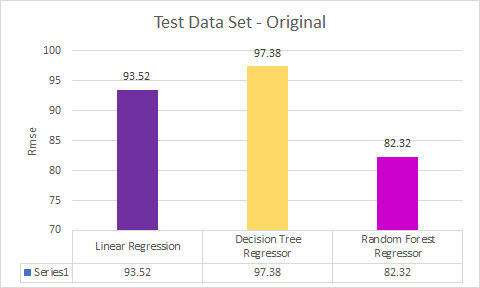 Test Data Set - Original
Rmse
100
95
90
85
80
75
70
93.52
97.38
82.32
Linear Regression
Decision Tree
Regressor
Random Forest
Regressor
Series1 93.52 97.38 82.32